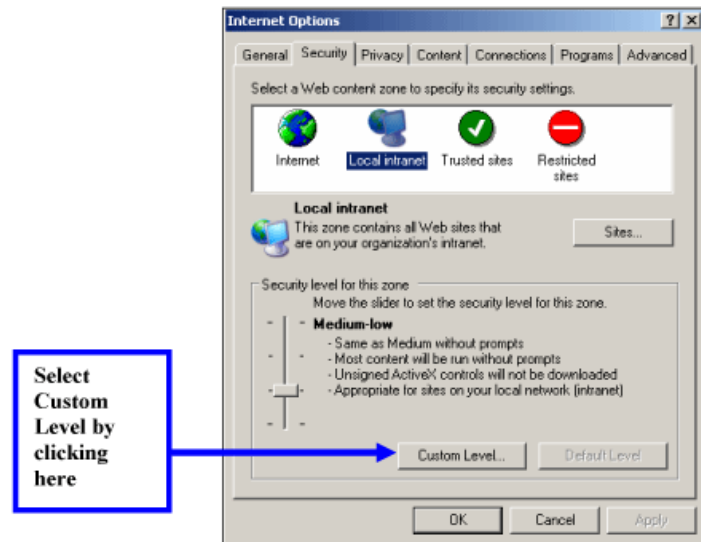 Internet Options
General Security Privacy Content Connections Programs Advanced
Select a Web content zone to specify its security settings.
Internet Local intranet Trusted sites Restricted
sites
Local intranet
This zone contains all Web sites that
are on your organization's intranet.
Sites...
Security level for this zone
Move the slider to set the security level for this zone.
Medium-low
- Same as Medium without prompts
- Most content will be run without prompts
- Unsigned ActiveX controls will not be downloaded
- Appropriate for sites on your local network (intranet)
Custom Level... Default Level
OK Cancel Apply
Select
Custom
Level by
clicking
here